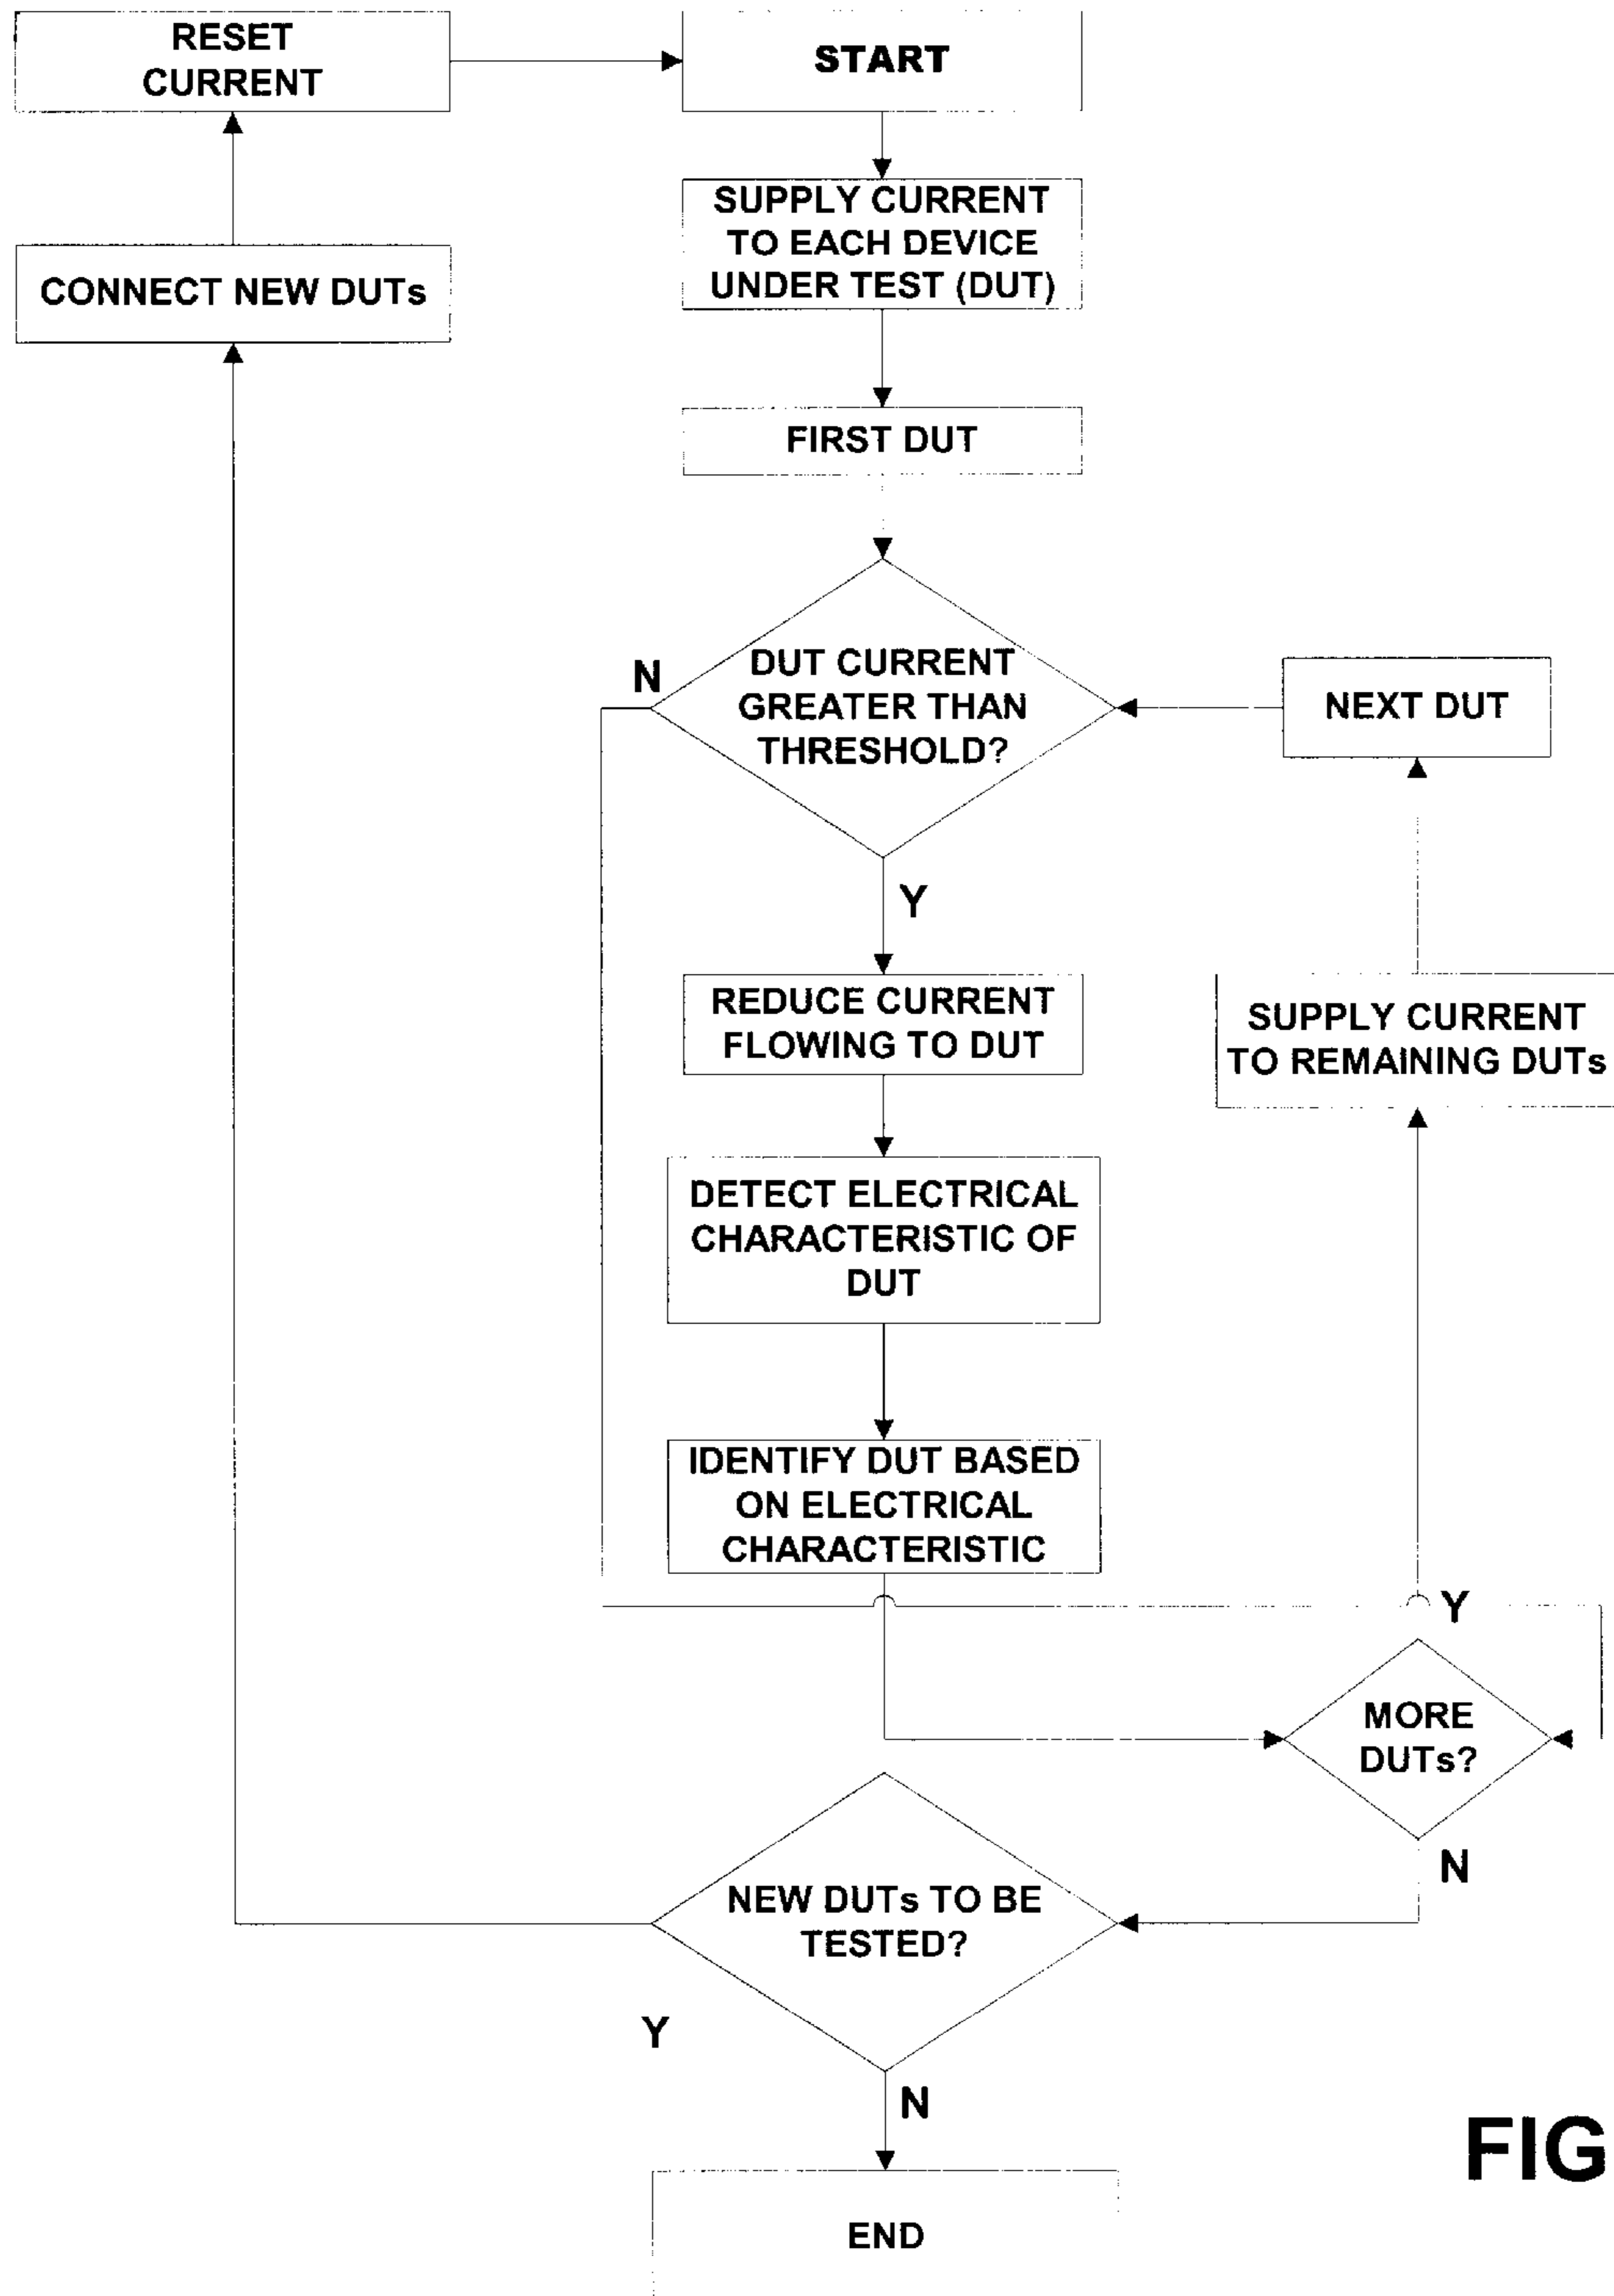 RESET
CURRENT
START
SUPPLY CURRENT
TO EACH DEVICE
UNDER TEST (DUT)
CONNECT NEW DUTs
FIRST DUT
N
DUT CURRENT
GREATER THAN
THRESHOLD?
NEXT DUT
Y
REDUCE CURRENT
FLOWING TO DUT
SUPPLY CURRENT
TO REMAINING DUTs
DETECT ELECTRICAL
CHARACTERISTIC OF
DUT
IDENTIFY DUT BASED
ON ELECTRICAL
CHARACTERISTIC
Y
MORE
DUTs?
N
NEW DUTs TO BE
TESTED?
Y
N
FIG
END